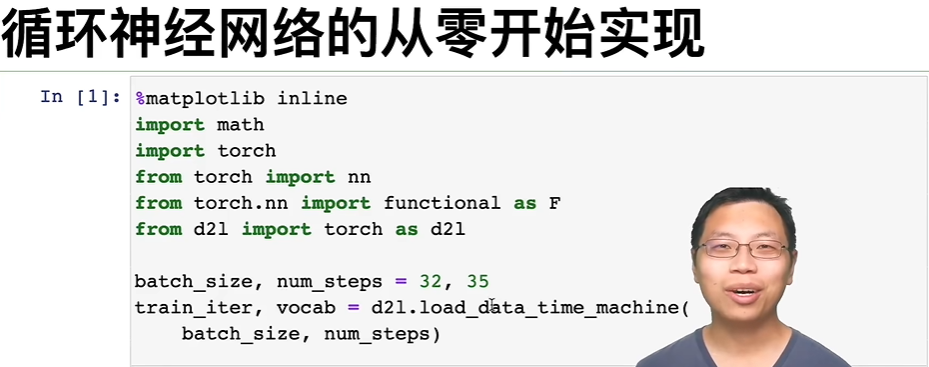 循环神经网络的从零开始实现
In [1]: %matplotlib inline
import math
import torch
from torch import nn
from torch.nn import functional as F
from d2l import torch as d2l
batch_size, num_steps = 32, 35
train_iter, vocab = d2l.load_data_time_machine(
    batch_size, num_steps)